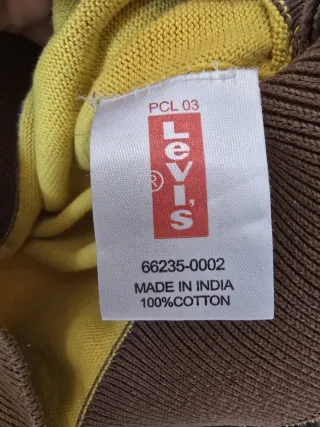 PCL 03
Levi's
®
66235-0002
MADE IN INDIA
100%COTTON